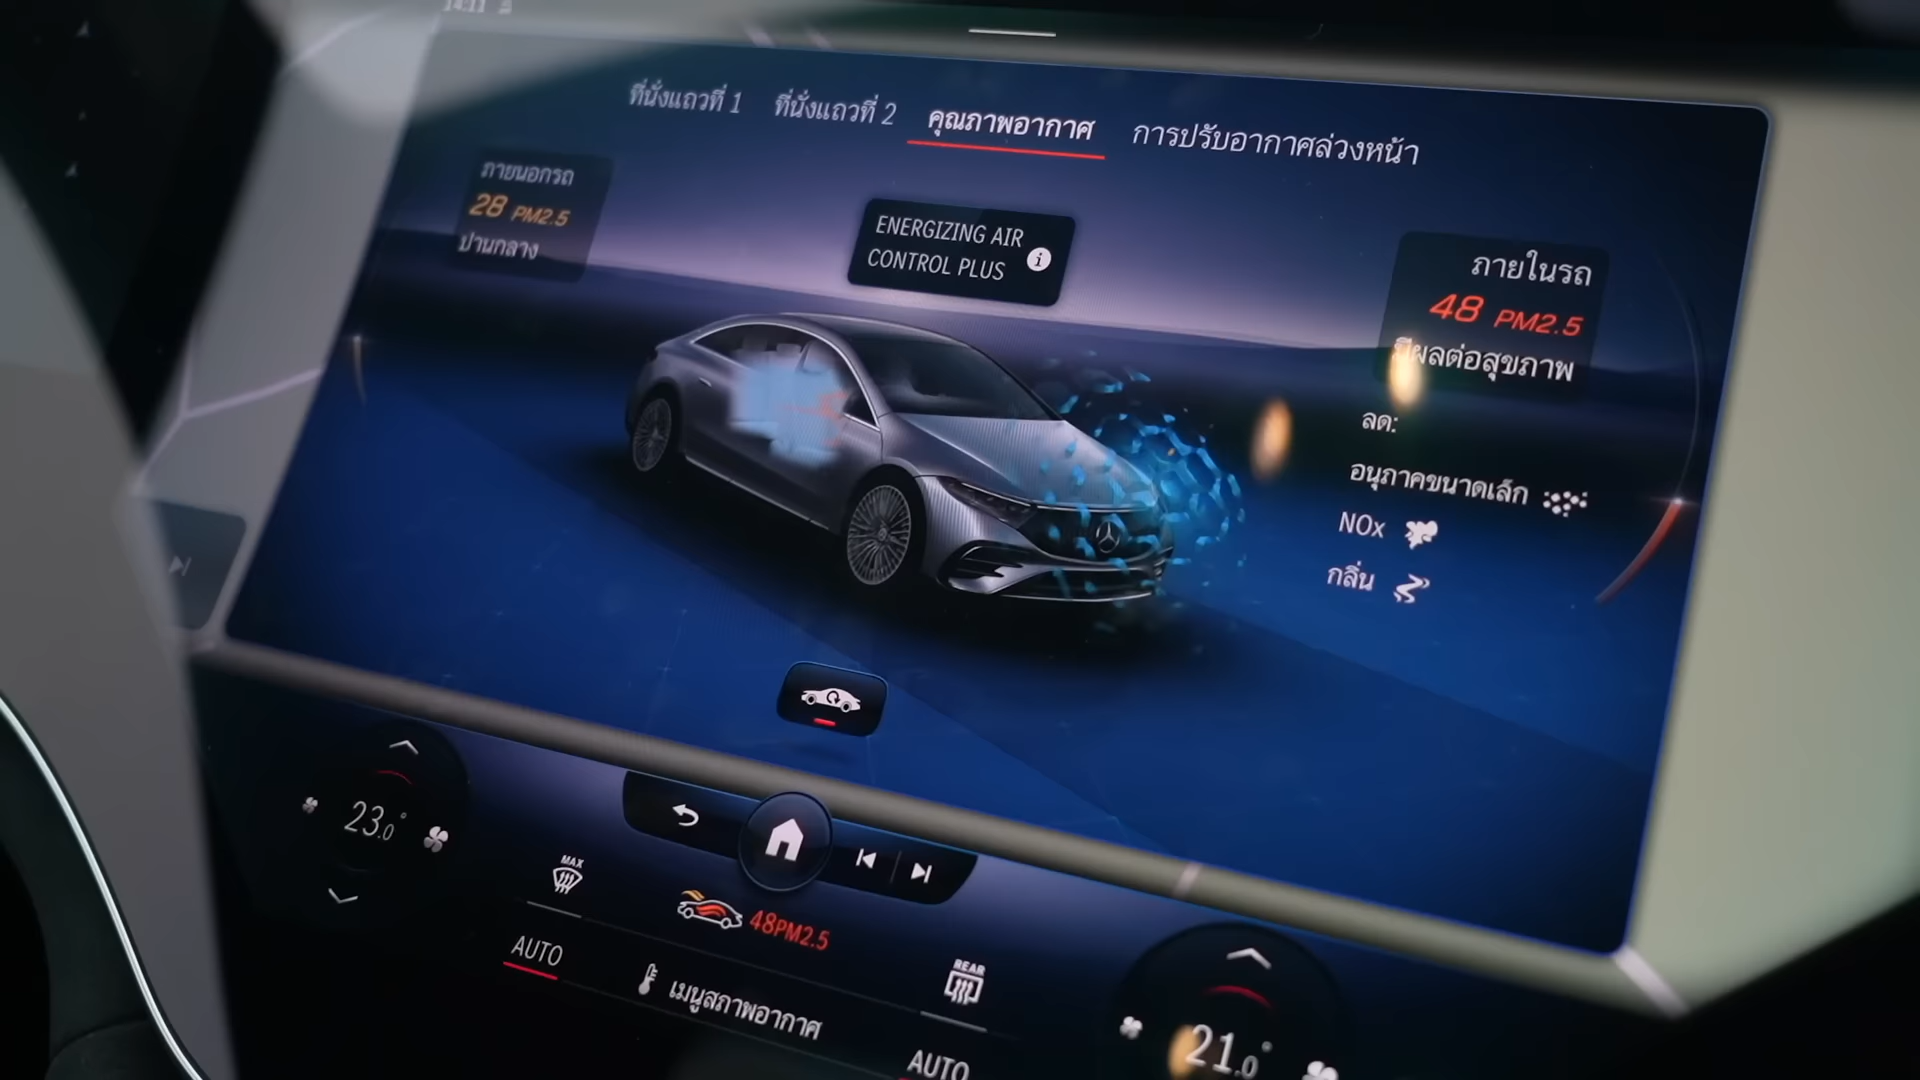 14:11
ที่นั่งแถวที่ 1
ที่นั่งแถวที่ 2
คุณภาพอากาศ
การปรับอากาศล่วงหน้า
ภายนอกรถ
28 PM2.5
ปานกลาง
ENERGIZING AIR
CONTROL PLUS
ภายในรถ
48 PM2.5
มีผลต่อสุขภาพ
ลด:
อนุภาคขนาดเล็ก
NOx
กลิ่น
23.0°
MAX
48PM2.5
AUTO
เมนูสภาพอากาศ
REAR
AUTO
21.0°